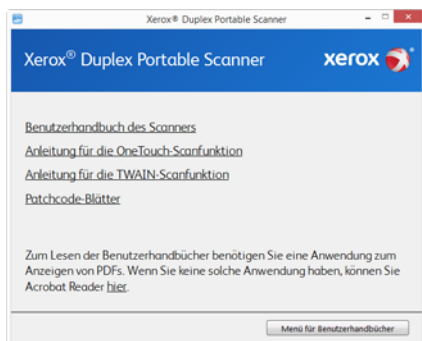 Xerox® Duplex Portable Scanner
Xerox® Duplex Portable Scanner
xerox
Benutzerhandbuch des Scanners
Anleitung für die OneTouch-Scanfunktion
Anleitung für die TWAIN-Scanfunktion
Patchcode-Blätter
Zum Lesen der Benutzerhandbücher benötigen Sie eine Anwendung zum
Anzeigen von PDFs. Wenn Sie keine solche Anwendung haben, können Sie
Acrobat Reader hier.
Menü für Benutzerhandbücher